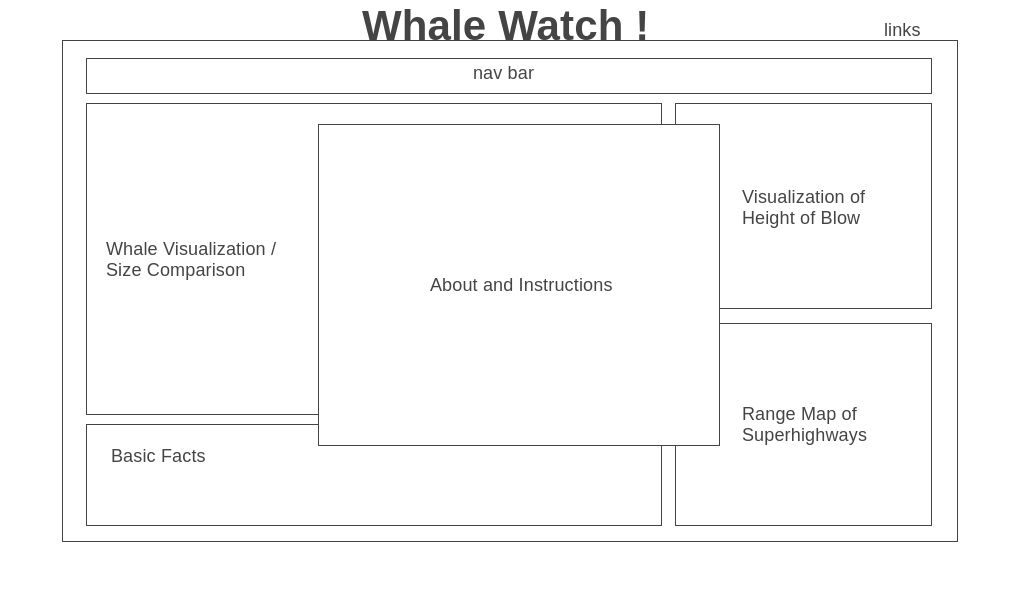 Whale Watch !
links
nav bar
Whale Visualization /
Size Comparison
About and Instructions
Visualization of
Height of Blow
Range Map of
Superhighways
Basic Facts